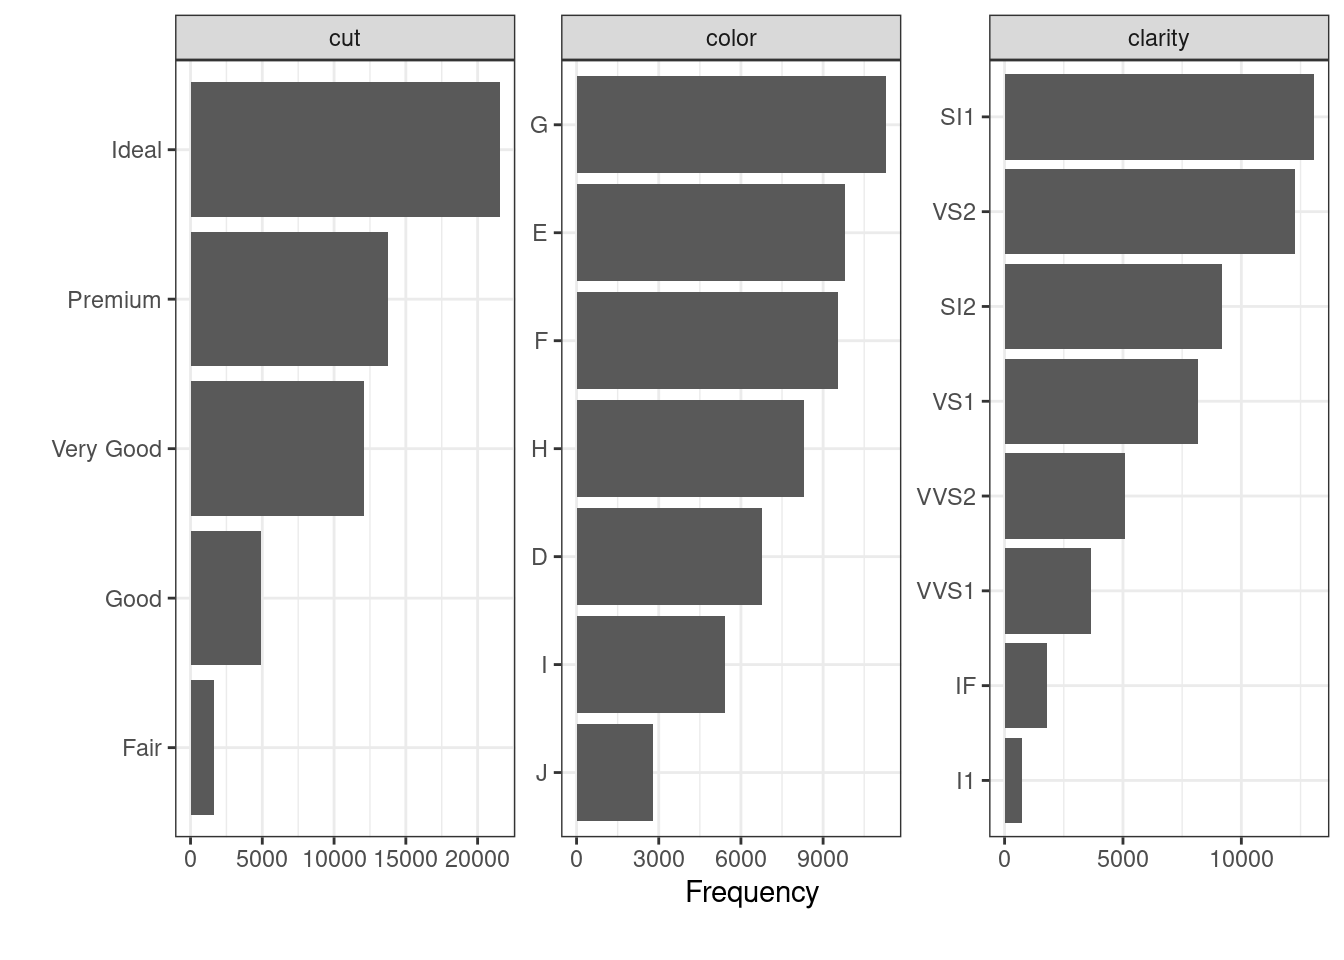 cut
Ideal
Premium
Very Good
Good
Fair
0 5000 10000 15000 20000
color
G
E
F
H
D
I
J
0 3000 6000 9000
clarity
SI1
VS2
SI2
VS1
VVS2
VVS1
IF
I1
0 5000 10000
Frequency